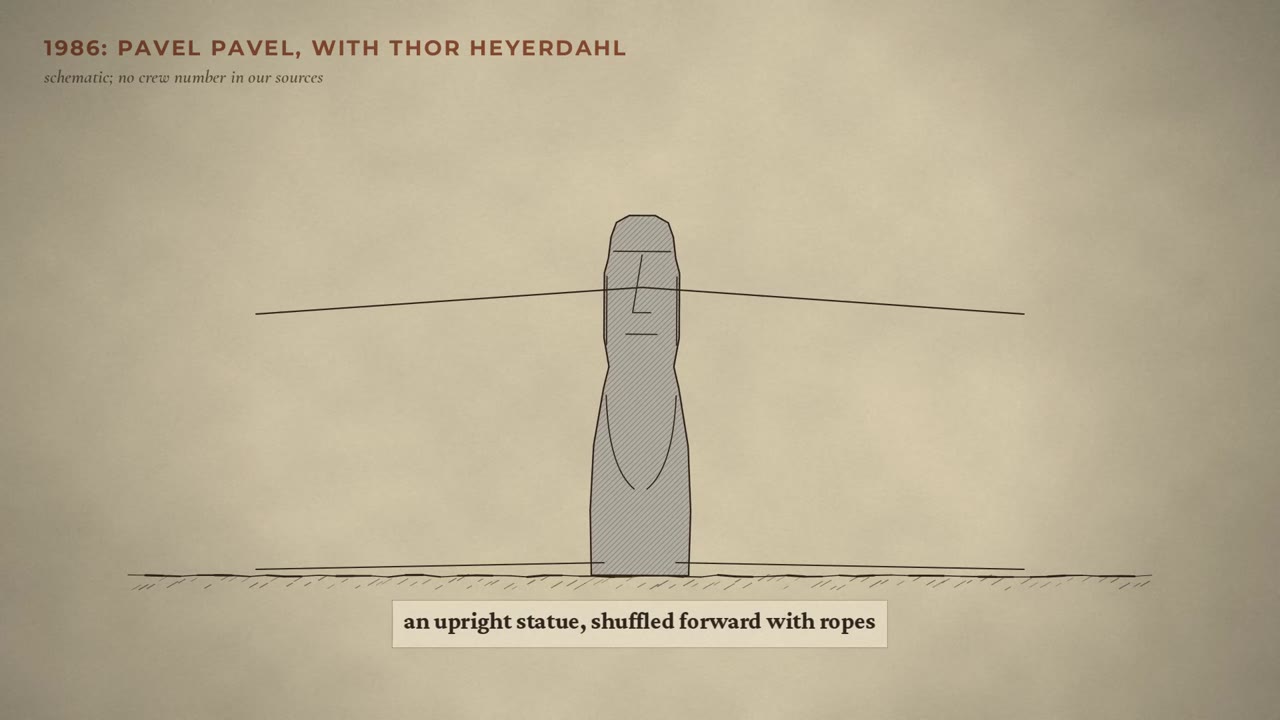 1986: PAVEL PAVEL, WITH THOR HEYERDAHL
schematic; no crew number in our sources
an upright statue, shuffled forward with ropes